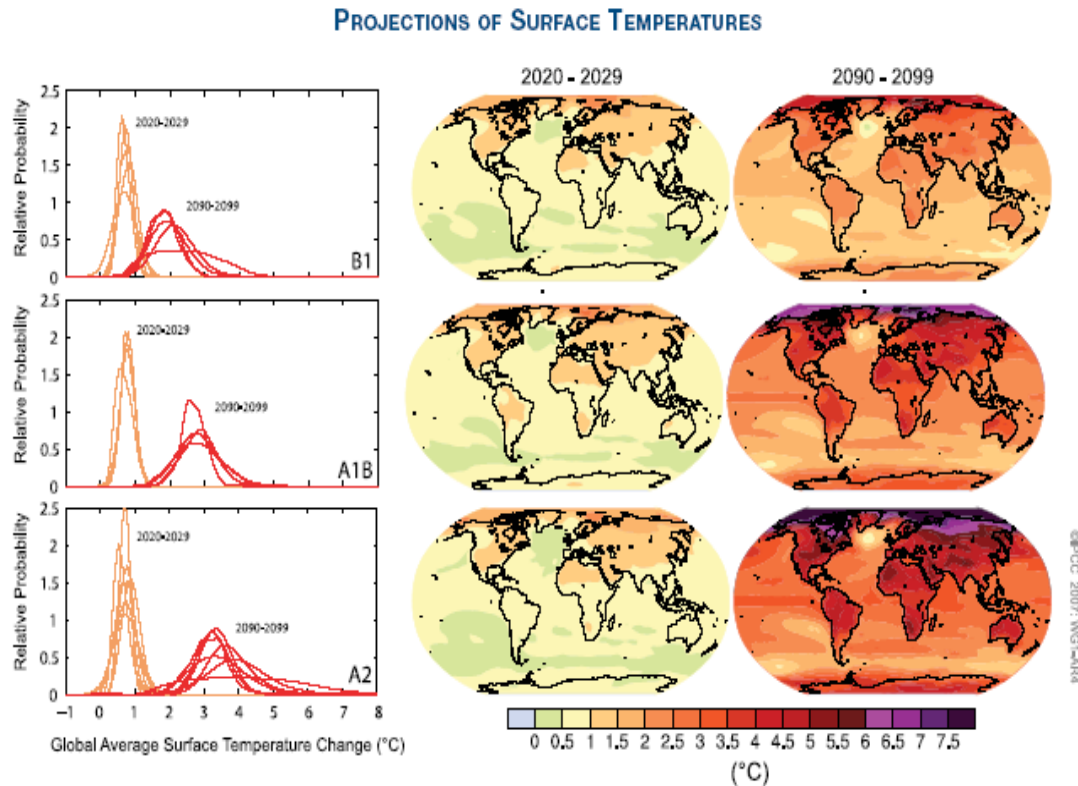 PROJECTIONS OF SURFACE TEMPERATURES
2020 - 2029
2090 - 2099
2.5
2
1.5
1
0.5
0
Relative Probability
2020-2029
2090-2099
B1
2.5
2
1.5
1
0.5
0
Relative Probability
2020-2029
2090-2099
A1B
2.5
2
1.5
1
0.5
0
Relative Probability
2020-2029
2090-2099
A2
−1 0 1 2 3 4 5 6 7 8
Global Average Surface Temperature Change (°C)
0 0.5 1 1.5 2 2.5 3 3.5 4 4.5 5 5.5 6 6.5 7 7.5
(°C)
©IPCC 2007: WG1-AR4